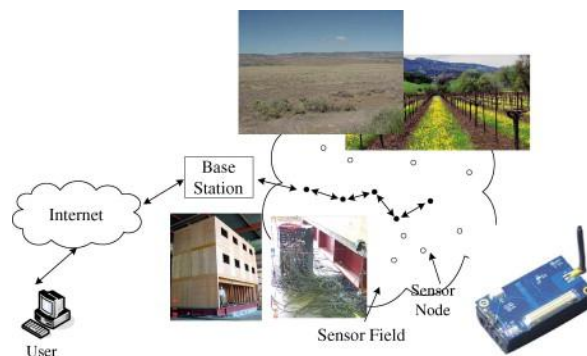 Base
Station
Internet
Sensor
Node
Sensor Field
User